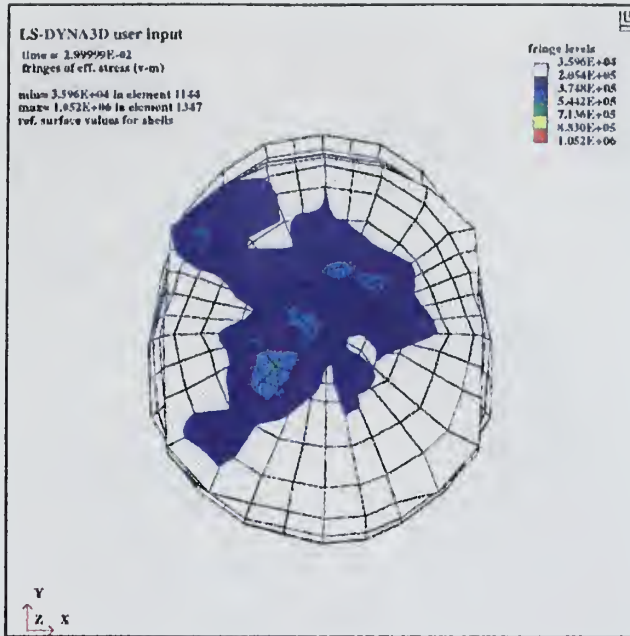 LS-DYNA3D user input
time = 2.99999E-02
fringes of eff. stress (v-m)
min= 3.596E+04 in element 1144
max= 1.052E+06 in element 1347
ref. surface values for shells
fringe levels
3.596E+04
2.054E+05
3.748E+05
5.442E+05
7.136E+05
8.830E+05
1.052E+06
Y
Z X